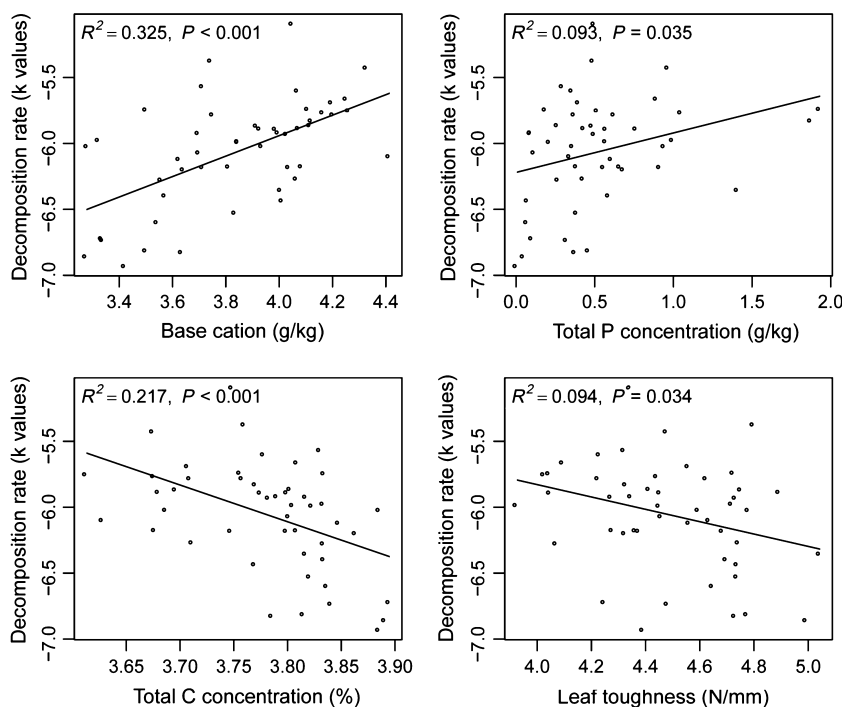 R² = 0.325, P < 0.001
Decomposition rate (k values)
−5.5
−6.0
−6.5
−7.0
3.4 3.6 3.8 4.0 4.2 4.4
Base cation (g/kg)
R² = 0.093, P = 0.035
Decomposition rate (k values)
−5.5
−6.0
−6.5
−7.0
0.0 0.5 1.0 1.5 2.0
Total P concentration (g/kg)
R² = 0.217, P < 0.001
Decomposition rate (k values)
−5.5
−6.0
−6.5
−7.0
3.65 3.70 3.75 3.80 3.85 3.90
Total C concentration (%)
R² = 0.094, P = 0.034
Decomposition rate (k values)
−5.5
−6.0
−6.5
−7.0
4.0 4.2 4.4 4.6 4.8 5.0
Leaf toughness (N/mm)